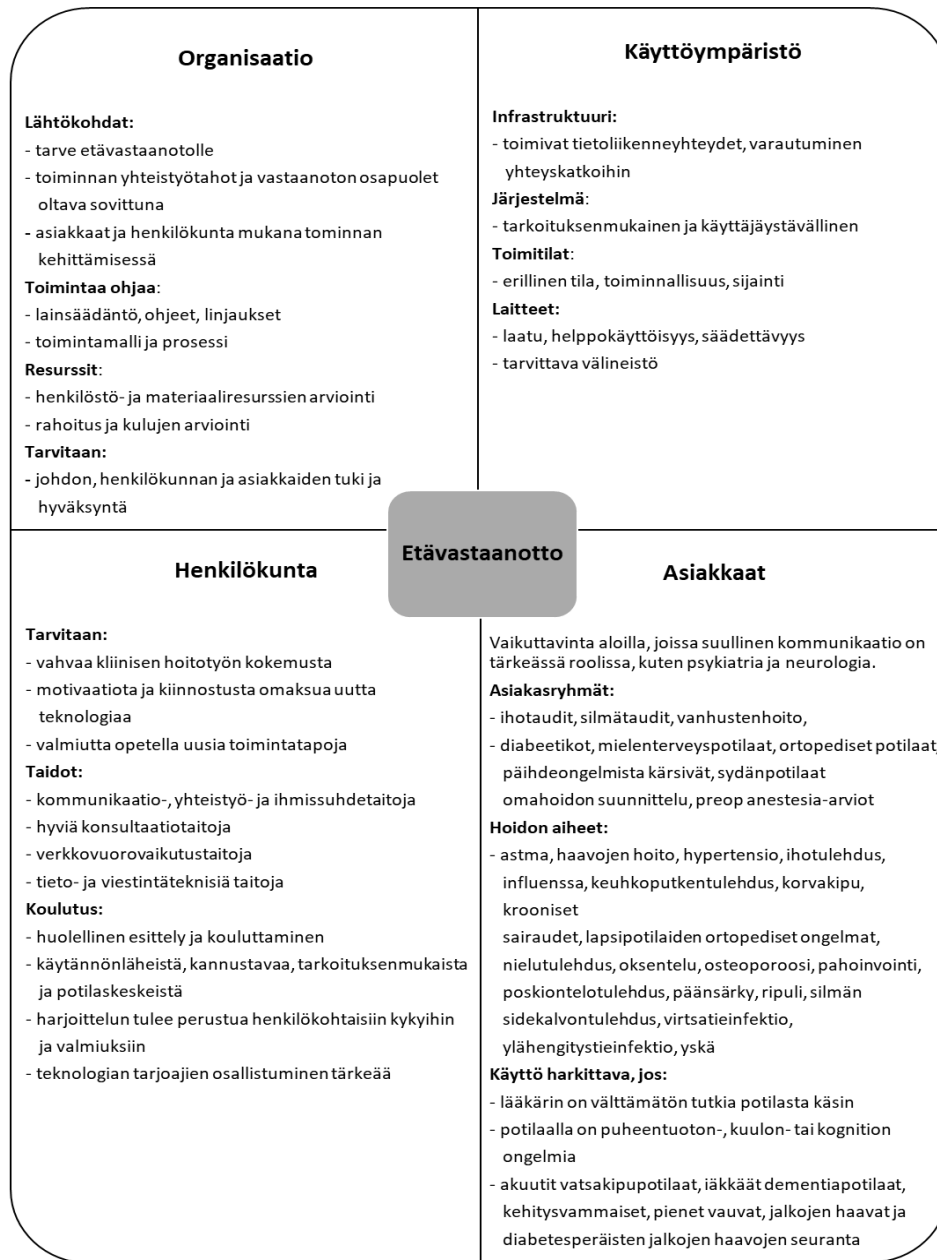 Organisaatio
Lähtökohdat:
- tarve etävastaanotolle
- toiminnan yhteistyötahot ja vastaanoton osapuolet
oltava sovittuna
- asiakkaat ja henkilökunta mukana tominnan
kehittämisessä
Toimintaa ohjaa:
- lainsäädäntö, ohjeet, linjaukset
- toimintamalli ja prosessi
Resurssit:
- henkilöstö- ja materiaaliresurssien arviointi
- rahoitus ja kulujen arviointi
Tarvitaan:
- johdon, henkilökunnan ja asiakkaiden tuki ja
hyväksyntä
Käyttöympäristö
Infrastruktuuri:
- toimivat tietoliikenneyhteydet, varautuminen
yhteyskatkoihin
Järjestelmä:
- tarkoituksenmukainen ja käyttäjäystävällinen
Toimitilat:
- erillinen tila, toiminnallisuus, sijainti
Laitteet:
- laatu, helppokäyttöisyys, säädettävyys
- tarvittava välineistö
Etävastaanotto
Henkilökunta
Tarvitaan:
- vahvaa kliinisen hoitotyön kokemusta
- motivaatiota ja kiinnostusta omaksua uutta
teknologiaa
- valmiutta opetella uusia toimintatapoja
Taidot:
- kommunikaatio-, yhteistyö- ja ihmissuhdetaitoja
- hyviä konsultaatiotaitoja
- verkkovuorovaikutustaitoja
- tieto- ja viestintäteknisiä taitoja
Koulutus:
- huolellinen esittely ja kouluttaminen
- käytännönläheistä, kannustavaa, tarkoituksenmukaista
ja potilaskeskeistä
- harjoittelun tulee perustua henkilökohtaisiin kykyihin
ja valmiuksiin
- teknologian tarjoajien osallistuminen tärkeää
Asiakkaat
Vaikuttavinta aloilla, joissa suullinen kommunikaatio on
tärkeässä roolissa, kuten psykiatria ja neurologia.
Asiakasryhmät:
- ihotaudit, silmätaudit, vanhustenhoito,
- diabeetikot, mielenterveyspotilaat, ortopediset potilaat,
päihdeongelmista kärsivät, sydänpotilaat
omahoidon suunnittelu, preop anestesia-arviot
Hoidon aiheet:
- astma, haavojen hoito, hypertensio, ihotulehdus,
influenssa, keuhkoputkentulehdus, korvakipu,
krooniset
sairaudet, lapsipotilaiden ortopediset ongelmat,
nielutulehdus, oksentelu, osteoporoosi, pahoinvointi,
poskiontelotulehdus, päänsärky, ripuli, silmän
sidekalvontulehdus, virtsatieinfektio,
ylähengitystieinfektio, yskä
Käyttö harkittava, jos:
- lääkärin on välttämätön tutkia potilasta käsin
- potilaalla on puheentuoton-, kuulon- tai kognition
ongelmia
- akuutit vatsakipupotilaat, iäkkäät dementiapotilaat,
kehitysvammaiset, pienet vauvat, jalkojen haavat ja
diabetesperäisten jalkojen haavojen seuranta